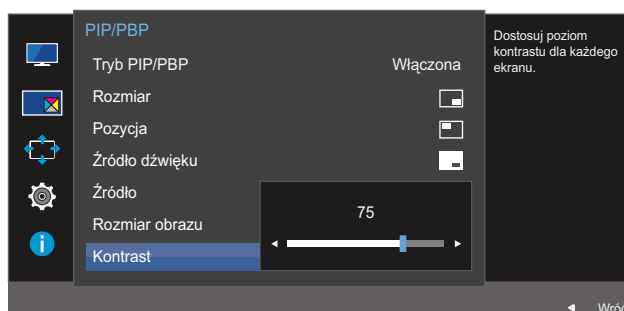 PIP/PBP
Tryb PIP/PBP Włączona
Rozmiar
Pozycja
Źródło dźwięku
Źródło
Rozmiar obrazu
Kontrast
75
Dostosuj poziom
kontrastu dla każdego
ekranu.